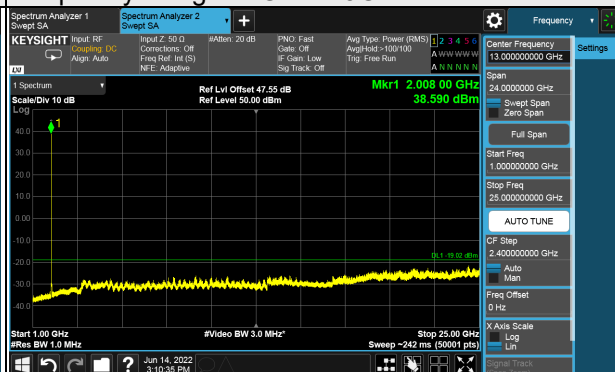 Spectrum Analyzer 1
Swept SA
Spectrum Analyzer 2
Swept SA
Frequency
KEYSIGHT
Input: RF
Coupling: DC
Align: Auto
Input Z: 50 Ω
Corrections: Off
Freq Ref: Int (S)
NFE: Adaptive
#Atten: 20 dB
PNO: Fast
Gate: Off
IF Gain: Low
Sig Track: Off
Avg Type: Power (RMS)
Avg|Hold:>100/100
Trig: Free Run
1 2 3 4 5 6
A W W W W W
A N N N N N
LXI
1 Spectrum
Scale/Div 10 dB
Log
Ref Lvl Offset 47.55 dB
Ref Level 50.00 dBm
Mkr1 2.008 00 GHz
38.590 dBm
1
40.0
30.0
20.0
10.0
0.00
-10.0
-20.0
-30.0
-40.0
DL1 -19.02 dBm
Start 1.00 GHz
#Res BW 1.0 MHz
#Video BW 3.0 MHz*
Stop 25.00 GHz
Sweep ~242 ms (50001 pts)
Jun 14, 2022
3:10:35 PM
Center Frequency
13.000000000 GHz
Settings
Span
24.0000000 GHz
Swept Span
Zero Span
Full Span
Start Freq
1.000000000 GHz
Stop Freq
25.000000000 GHz
AUTO TUNE
CF Step
2.400000000 GHz
Auto
Man
Freq Offset
0 Hz
X Axis Scale
Log
Lin
Signal Track